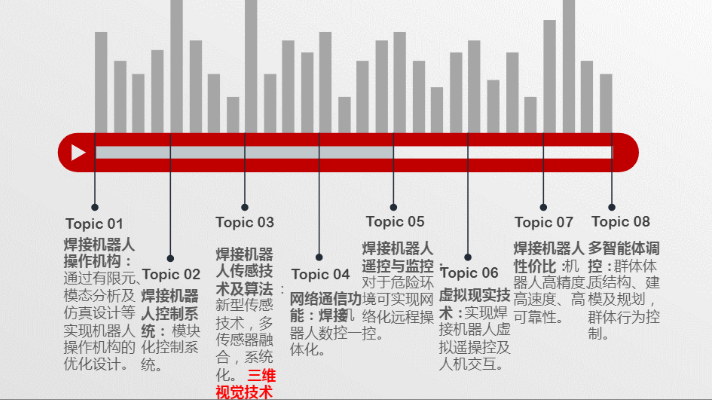 Topic 01
焊接机器人
操作机构：
通过有限元、
模态分析及
仿真设计等
实现机器人
操作机构的
优化设计。
Topic 02
焊接机器
人控制系
统：模块
化控制系
统。
Topic 03
焊接机器
人传感技
术及算法：
新型传感
技术，多
传感器融
合，系统
化。三维
视觉技术
Topic 04
网络通信功
能：焊接机
器人数控一
体化。
Topic 05
焊接机器人
遥控与监控：
对于危险环
境可实现网
络化远程操
控。
Topic 06
虚拟现实技
术：实现焊
接机器人虚
拟遥操控及
人机交互。
Topic 07
焊接机器人
性价比：机
器人高精度、
高速度、高
可靠性。
Topic 08
多智能体调
控：群体体
质结构、建
模及规划，
群体行为控
制。